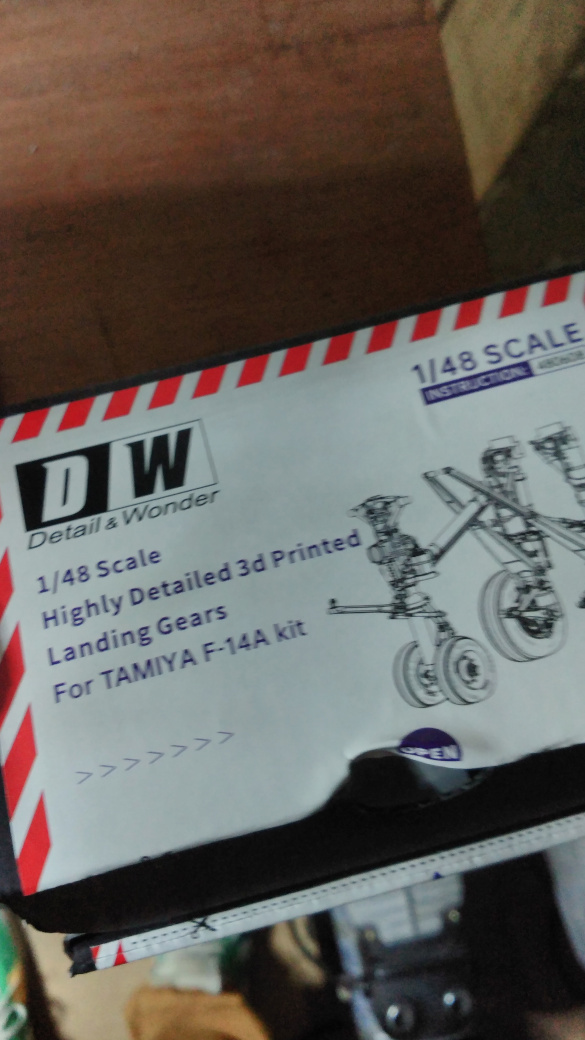 1/48 SCALE
INSTRUCTION:
DW
Detail & Wonder
1/48 Scale
Highly Detailed 3d Printed
Landing Gears
For TAMIYA F-14A kit
>>>>>>>
OPEN